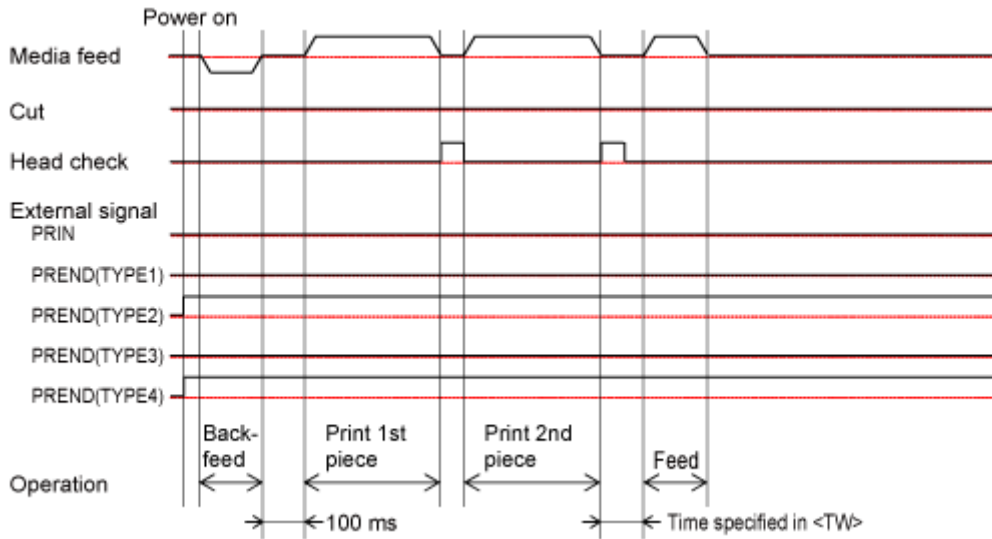 Power on
Media feed
Cut
Head check
External signal
PRIN
PREND(TYPE1)
PREND(TYPE2)
PREND(TYPE3)
PREND(TYPE4)
Operation
Back-
feed
Print 1st
piece
Print 2nd
piece
Feed
100 ms
Time specified in <TW>